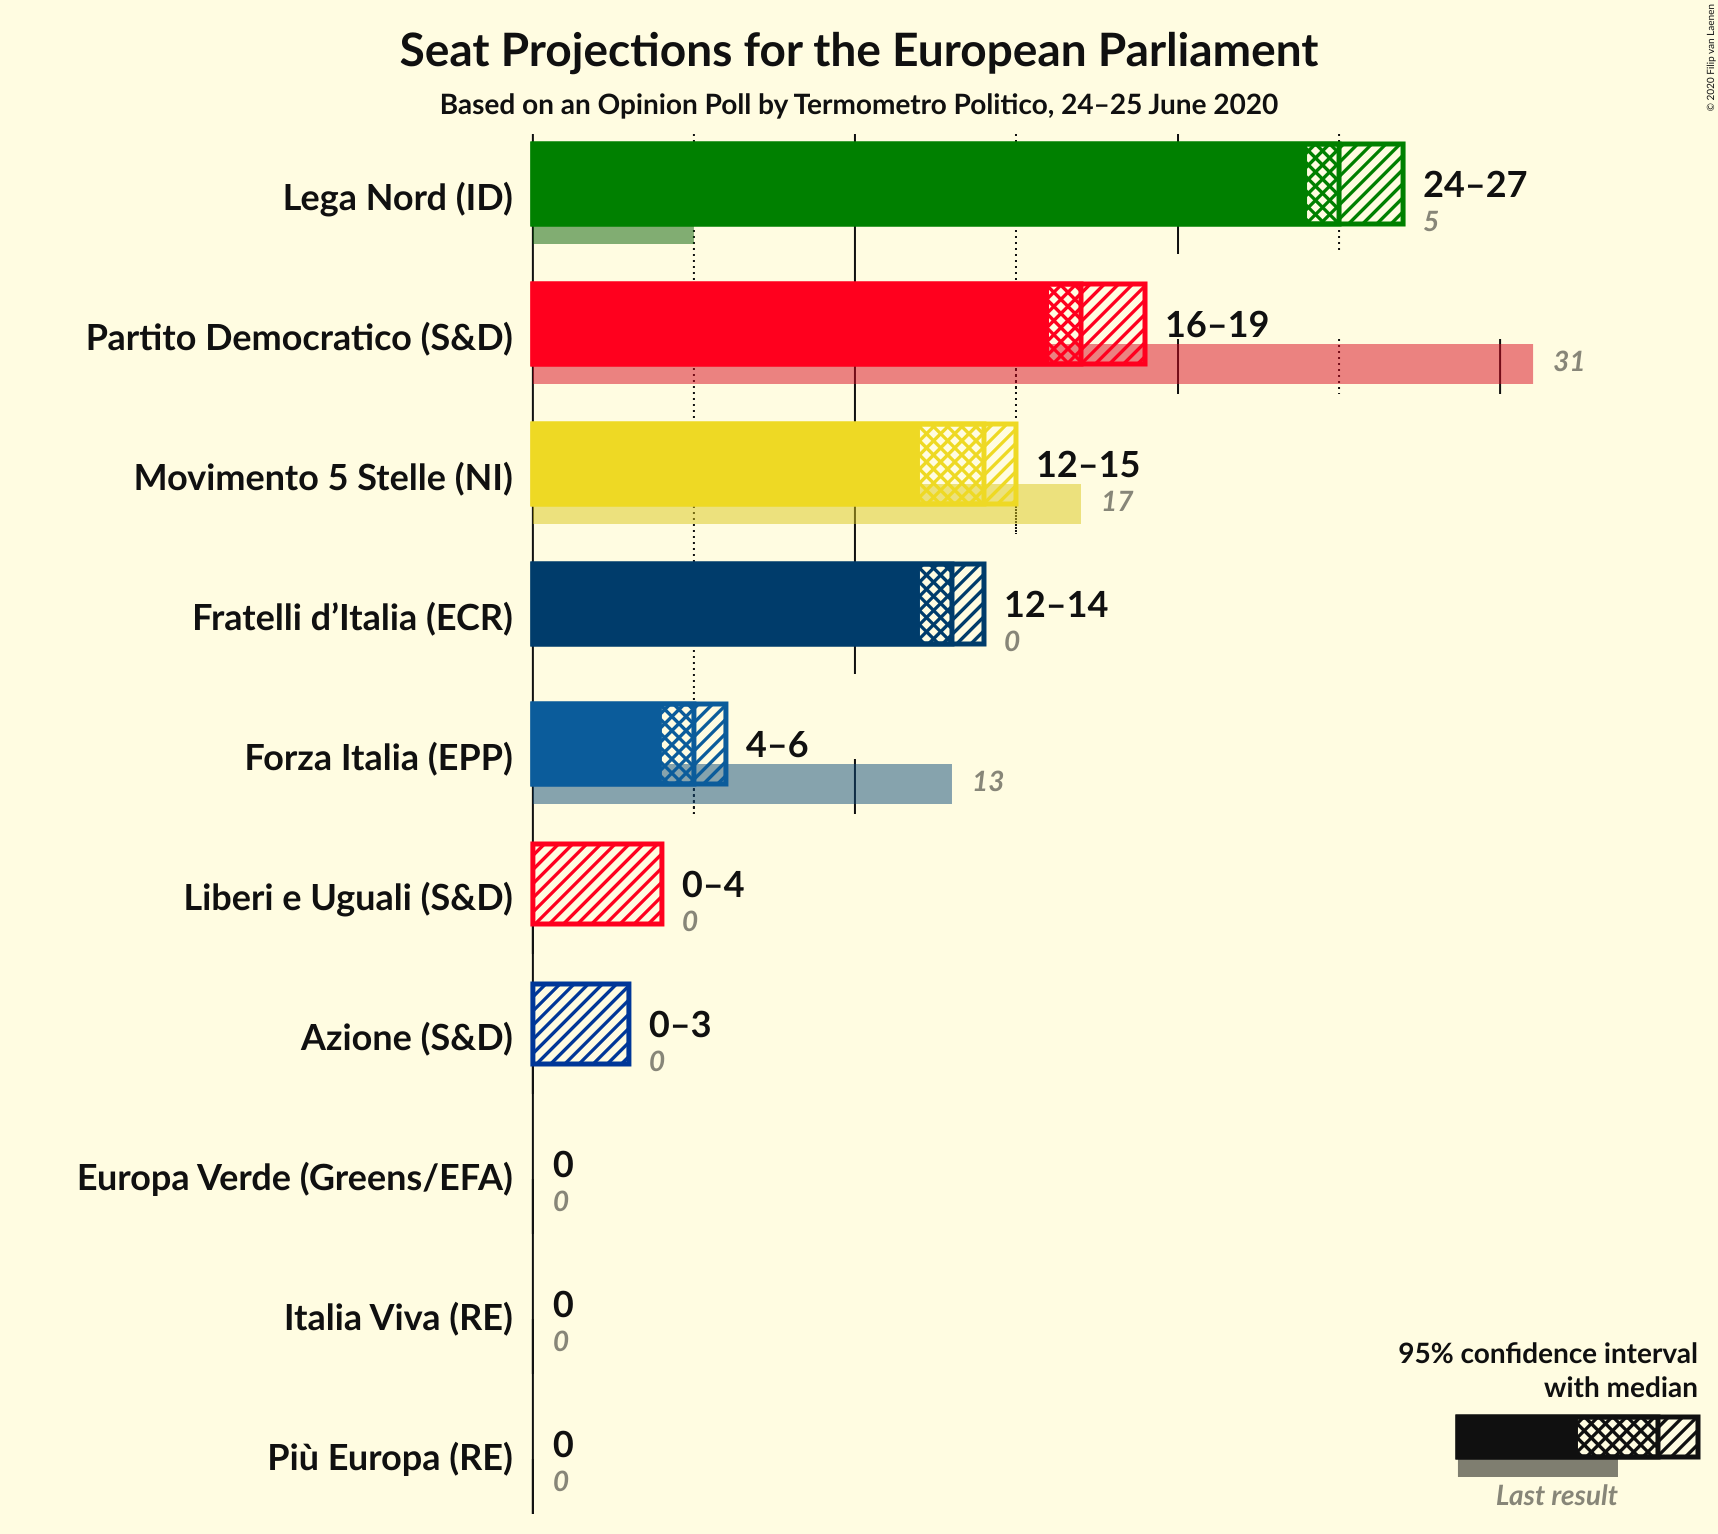 Seat Projections for the European Parliament
Based on an Opinion Poll by Termometro Politico, 24–25 June 2020
© 2020 Filip van Laenen
Lega Nord (ID)
24–27
5
Partito Democratico (S&D)
16–19
31
Movimento 5 Stelle (NI)
12–15
17
Fratelli d’Italia (ECR)
12–14
0
Forza Italia (EPP)
4–6
13
Liberi e Uguali (S&D)
0–4
0
Azione (S&D)
0–3
0
Europa Verde (Greens/EFA)
0
0
Italia Viva (RE)
0
0
Più Europa (RE)
0
0
95% confidence interval
with median
Last result